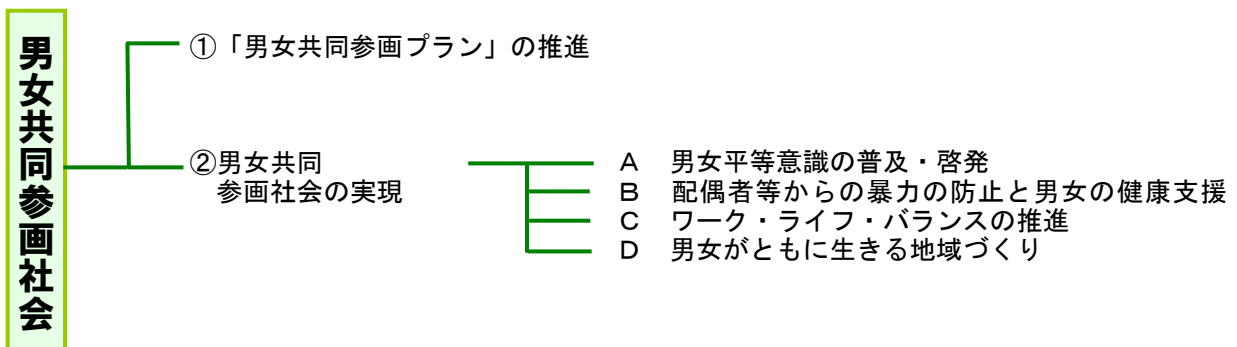 男女共同参画社会
①「男女共同参画プラン」の推進
②男女共同
参画社会の実現
A 男女平等意識の普及・啓発
B 配偶者等からの暴力の防止と男女の健康支援
C ワーク・ライフ・バランスの推進
D 男女がともに生きる地域づくり